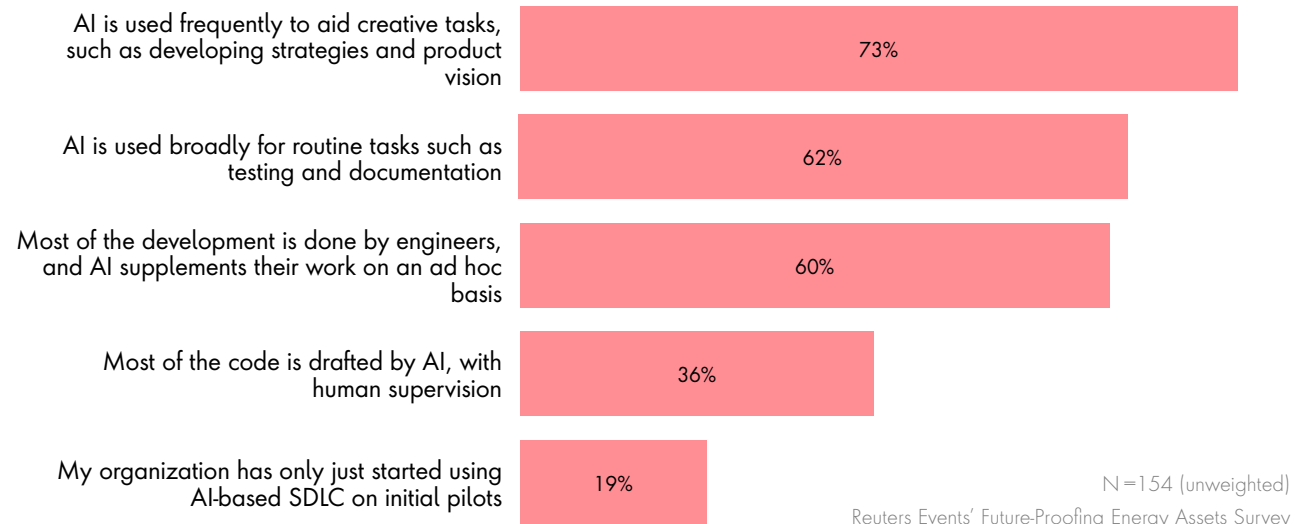 AI is used frequently to aid creative tasks,
such as developing strategies and product
vision
73%
AI is used broadly for routine tasks such as
testing and documentation
62%
Most of the development is done by engineers,
and AI supplements their work on an ad hoc
basis
60%
Most of the code is drafted by AI, with
human supervision
36%
My organization has only just started using
AI-based SDLC on initial pilots
19%
N=154 (unweighted)
Reuters Events' Future-Proofing Energy Assets Survey